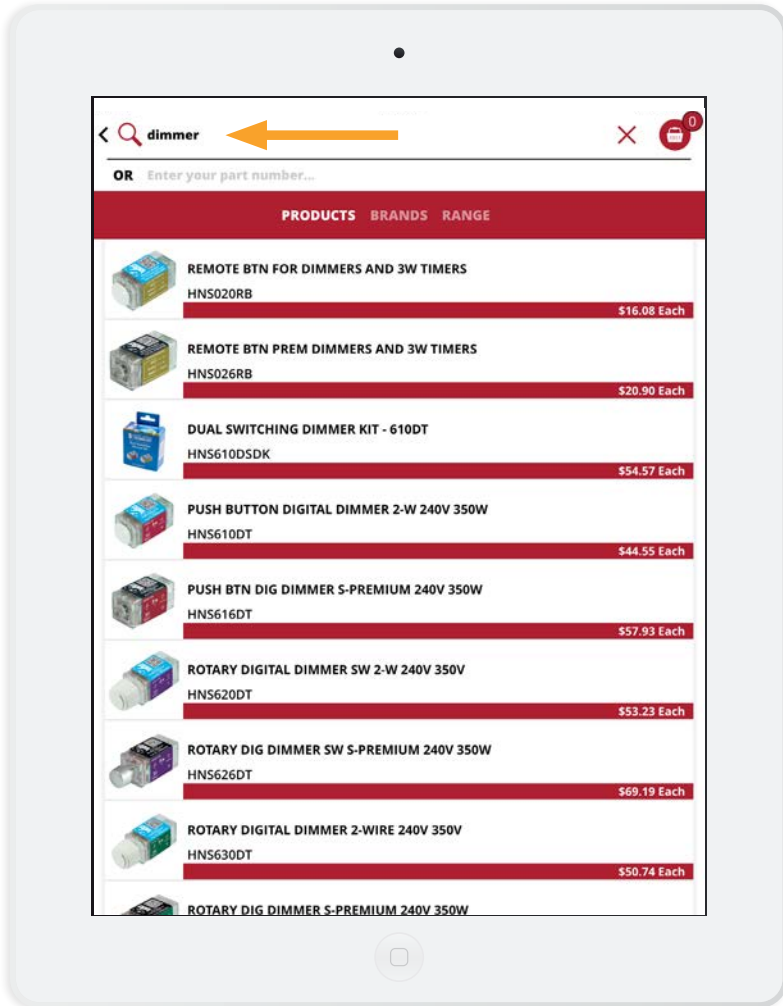 dimmer
0
OR Enter your part number...
PRODUCTS BRANDS RANGE
REMOTE BTN FOR DIMMERS AND 3W TIMERS
HNS020RB
$16.08 Each
REMOTE BTN PREM DIMMERS AND 3W TIMERS
HNS026RB
$20.90 Each
DUAL SWITCHING DIMMER KIT - 610DT
HNS610DSDK
$54.57 Each
PUSH BUTTON DIGITAL DIMMER 2-W 240V 350W
HNS610DT
$44.55 Each
PUSH BTN DIG DIMMER S-PREMIUM 240V 350W
HNS616DT
$57.93 Each
ROTARY DIGITAL DIMMER SW 2-W 240V 350V
HNS620DT
$53.23 Each
ROTARY DIG DIMMER SW S-PREMIUM 240V 350W
HNS626DT
$69.19 Each
ROTARY DIGITAL DIMMER 2-WIRE 240V 350V
HNS630DT
$50.74 Each
ROTARY DIG DIMMER S-PREMIUM 240V 350W